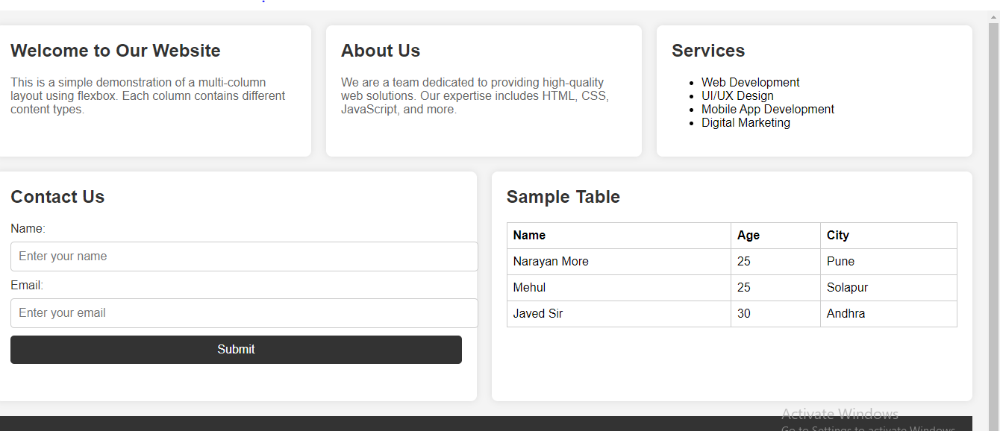 Welcome to Our Website
This is a simple demonstration of a multi-column
layout using flexbox. Each column contains different
content types.
About Us
We are a team dedicated to providing high-quality
web solutions. Our expertise includes HTML, CSS,
JavaScript, and more.
Services
Web Development
UI/UX Design
Mobile App Development
Digital Marketing
Contact Us
Name:
Enter your name
Email:
Enter your email
Submit
Sample Table
Name Age City
Narayan More 25 Pune
Mehul 25 Solapur
Javed Sir 30 Andhra
Activate Windows
Go to Settings to activate Windows.